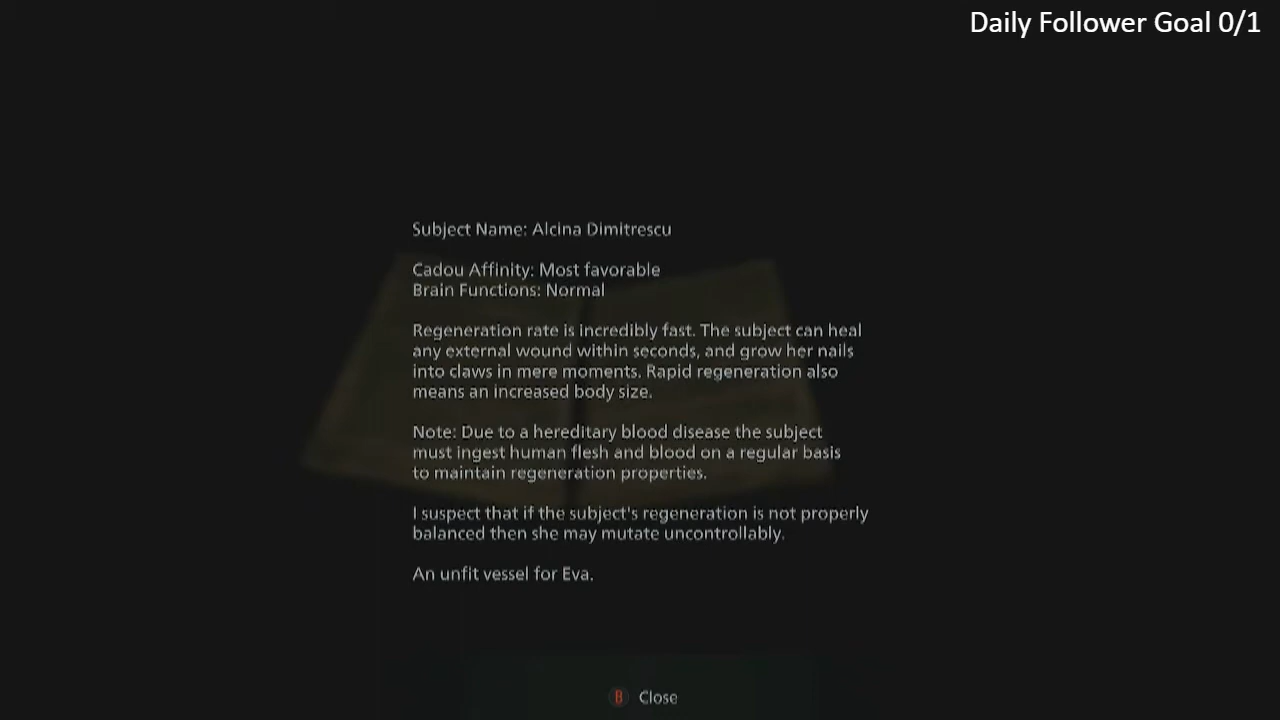 Daily Follower Goal 0/1
Subject Name: Alcina Dimitrescu
Cadou Affinity: Most favorable
Brain Functions: Normal
Regeneration rate is incredibly fast. The subject can heal
any external wound within seconds, and grow her nails
into claws in mere moments. Rapid regeneration also
means an increased body size.
Note: Due to a hereditary blood disease the subject
must ingest human flesh and blood on a regular basis
to maintain regeneration properties.
I suspect that if the subject's regeneration is not properly
balanced then she may mutate uncontrollably.
An unfit vessel for Eva.
B Close